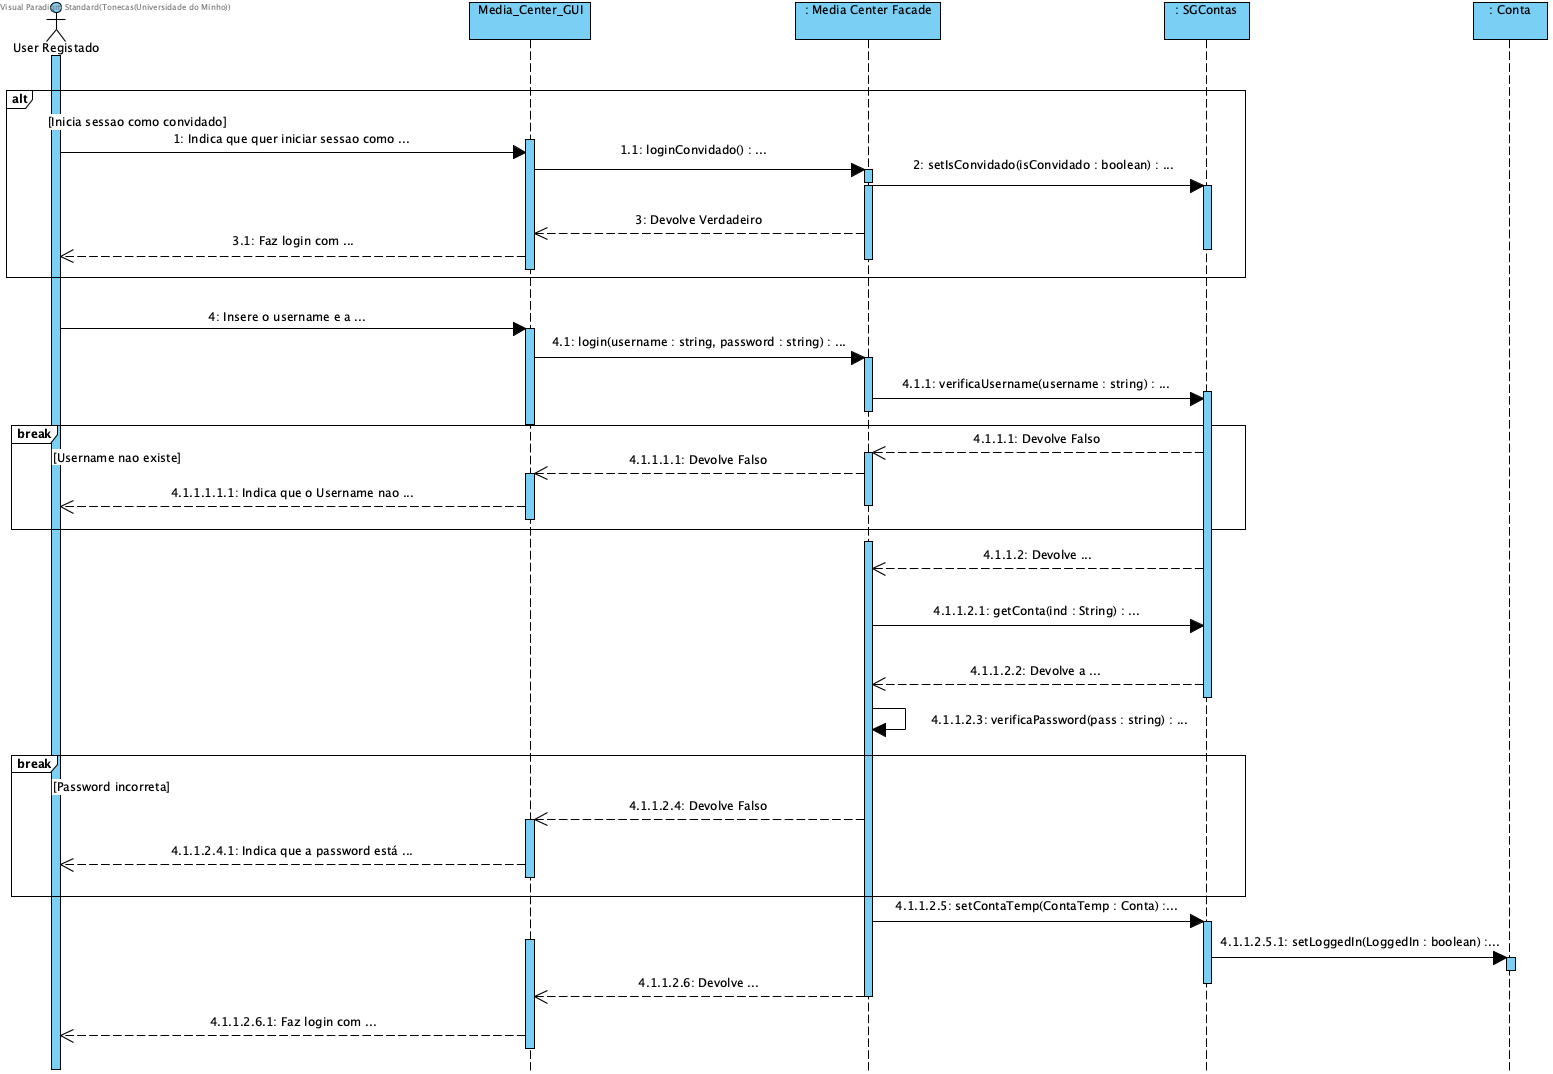 Visual Paradigm Standard(Tonecas(Universidade do Minho))
User Registado
Media_Center_GUI
: Media Center Facade
: SGContas
: Conta
alt
[Inicia sessao como convidado]
1: Indica que quer iniciar sessao como ...
1.1: loginConvidado() : ...
2: setIsConvidado(isConvidado : boolean) : ...
3: Devolve Verdadeiro
3.1: Faz login com ...
4: Insere o username e a ...
4.1: login(username : string, password : string) : ...
4.1.1: verificaUsername(username : string) : ...
break
[Username nao existe]
4.1.1.1: Devolve Falso
4.1.1.1.1: Devolve Falso
4.1.1.1.1.1: Indica que o Username nao ...
4.1.1.2: Devolve ...
4.1.1.2.1: getConta(ind : String) : ...
4.1.1.2.2: Devolve a ...
4.1.1.2.3: verificaPassword(pass : string) : ...
break
[Password incorreta]
4.1.1.2.4: Devolve Falso
4.1.1.2.4.1: Indica que a password está ...
4.1.1.2.5: setContaTemp(ContaTemp : Conta) :...
4.1.1.2.5.1: setLoggedIn(LoggedIn : boolean) :...
4.1.1.2.6: Devolve ...
4.1.1.2.6.1: Faz login com ...